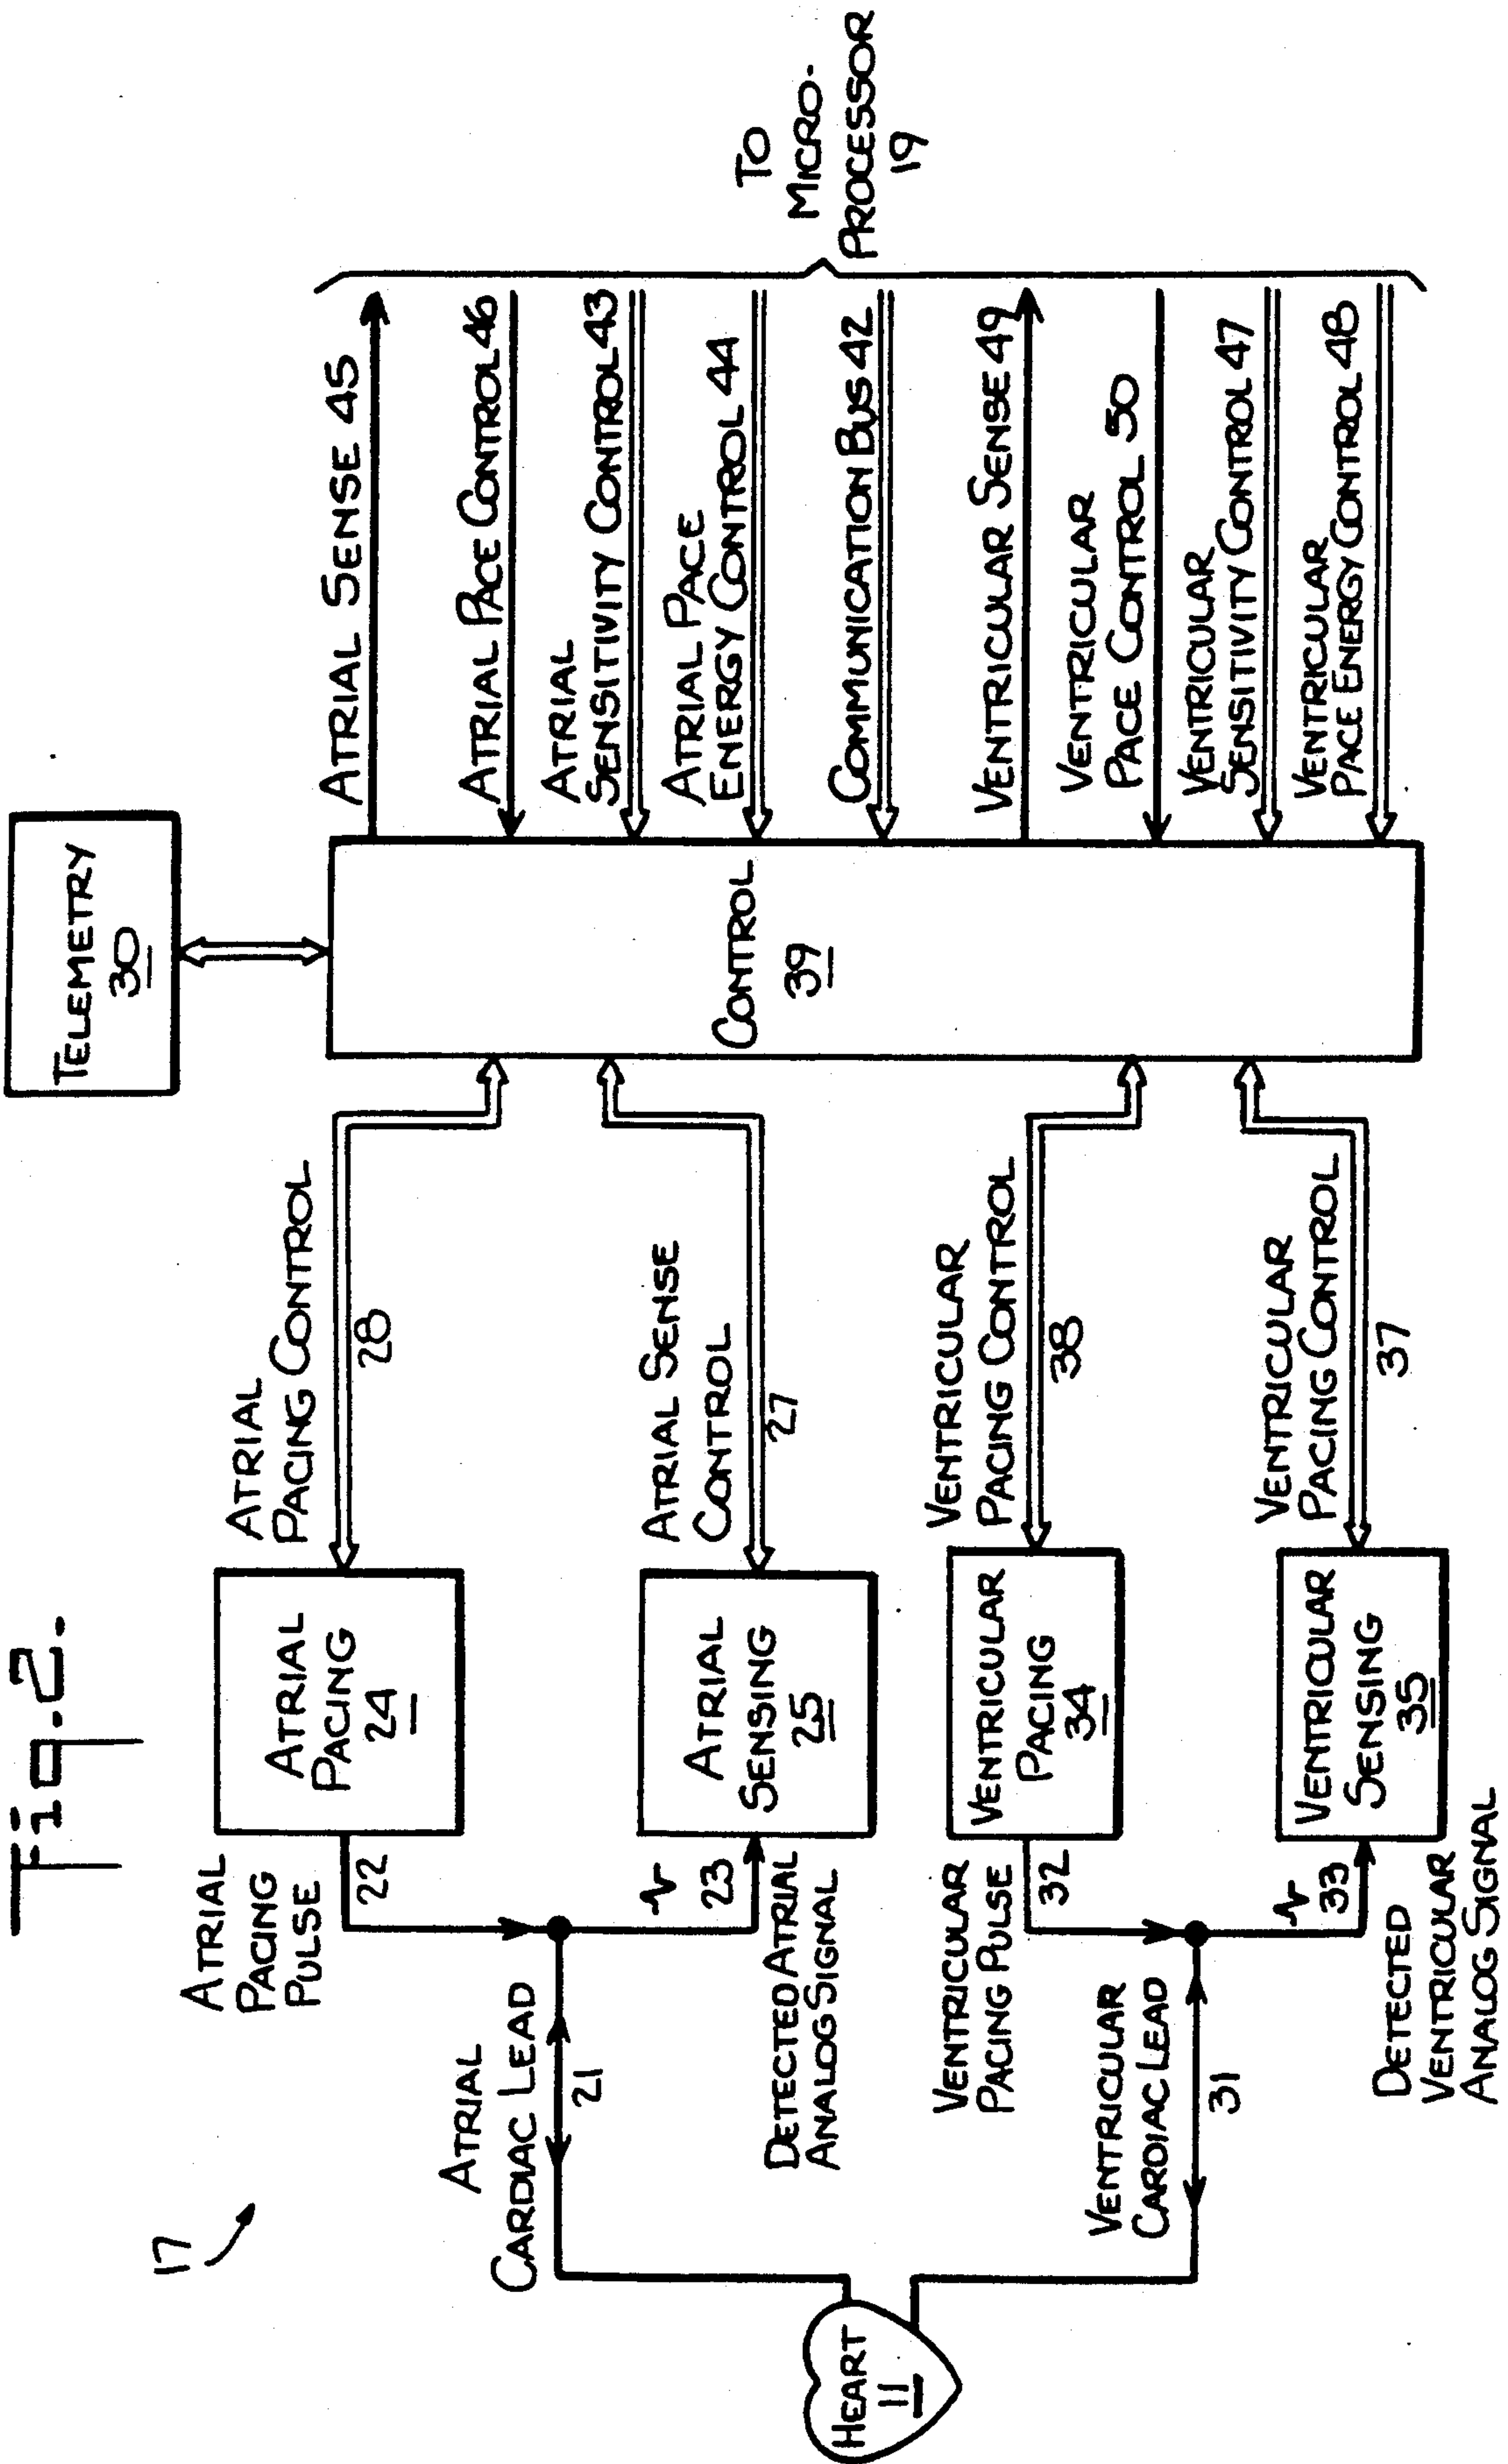 Fig.2.
17
HEART
11
ATRIAL
CARDIAC LEAD
21
VENTRICULAR
CARDIAC LEAD
31
ATRIAL
PACING
PULSE
22
23
DETECTED ATRIAL
ANALOG SIGNAL
VENTRICULAR
PACING PULSE
32
33
DETECTED
VENTRICULAR
ANALOG SIGNAL
ATRIAL
PACING
24
ATRIAL
SENSING
25
VENTRICULAR
PACING
34
VENTRICULAR
SENSING
35
ATRIAL
PACING CONTROL
28
ATRIAL SENSE
CONTROL
27
VENTRICULAR
PACING CONTROL
38
VENTRICULAR
PACING CONTROL
37
TELEMETRY
30
CONTROL
39
ATRIAL SENSE 45
ATRIAL PACE CONTROL 46
ATRIAL
SENSITIVITY CONTROL 43
ATRIAL PACE
ENERGY CONTROL 44
COMMUNICATION BUS 42
VENTRICULAR SENSE 49
VENTRICULAR
PACE CONTROL 50
VENTRICULAR
SENSITIVITY CONTROL 47
VENTRICULAR
PACE ENERGY CONTROL 48
TO
MICRO-
PROCESSOR
19